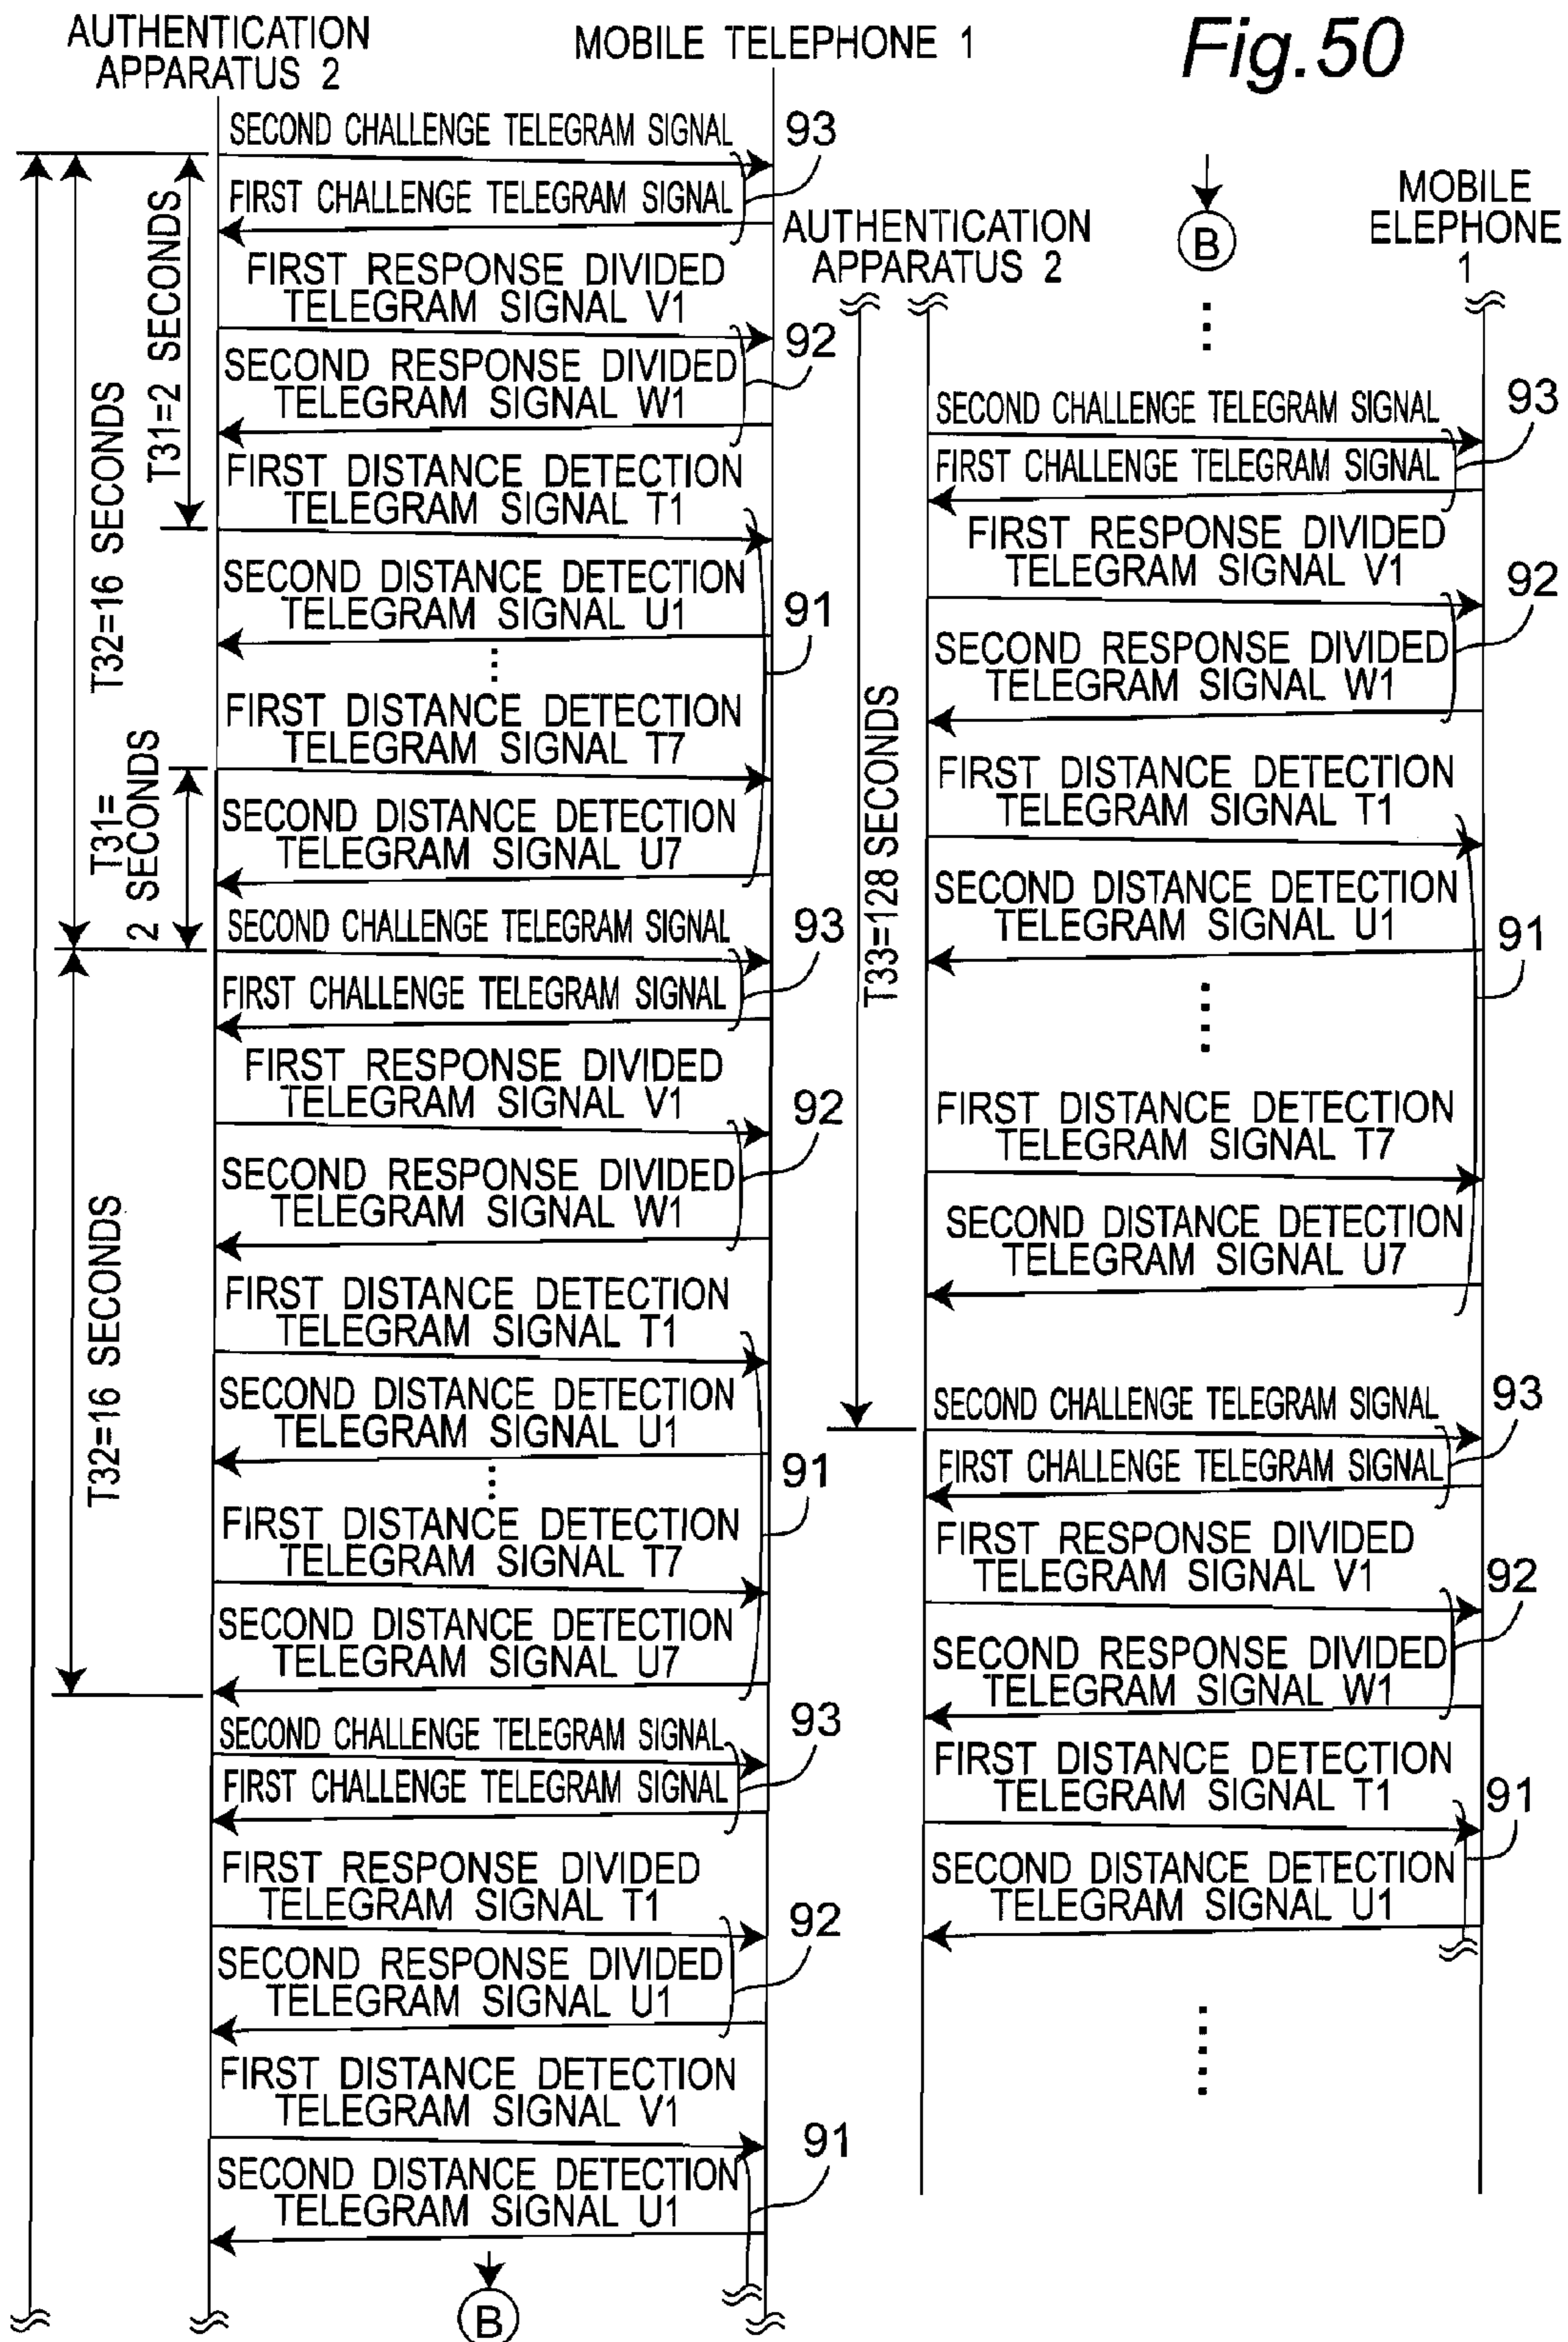 Fig.50
AUTHENTICATION
APPARATUS 2
MOBILE TELEPHONE 1
SECOND CHALLENGE TELEGRAM SIGNAL
93
FIRST CHALLENGE TELEGRAM SIGNAL
FIRST RESPONSE DIVIDED
TELEGRAM SIGNAL V1
92
SECOND RESPONSE DIVIDED
TELEGRAM SIGNAL W1
T31=2 SECONDS
T32=16 SECONDS
FIRST DISTANCE DETECTION
TELEGRAM SIGNAL T1
SECOND DISTANCE DETECTION
TELEGRAM SIGNAL U1
91
FIRST DISTANCE DETECTION
TELEGRAM SIGNAL T7
T31=
2 SECONDS
SECOND DISTANCE DETECTION
TELEGRAM SIGNAL U7
SECOND CHALLENGE TELEGRAM SIGNAL
93
FIRST CHALLENGE TELEGRAM SIGNAL
FIRST RESPONSE DIVIDED
TELEGRAM SIGNAL V1
92
SECOND RESPONSE DIVIDED
TELEGRAM SIGNAL W1
T32=16 SECONDS
FIRST DISTANCE DETECTION
TELEGRAM SIGNAL T1
SECOND DISTANCE DETECTION
TELEGRAM SIGNAL U1
91
FIRST DISTANCE DETECTION
TELEGRAM SIGNAL T7
SECOND DISTANCE DETECTION
TELEGRAM SIGNAL U7
SECOND CHALLENGE TELEGRAM SIGNAL
93
FIRST CHALLENGE TELEGRAM SIGNAL
FIRST RESPONSE DIVIDED
TELEGRAM SIGNAL T1
92
SECOND RESPONSE DIVIDED
TELEGRAM SIGNAL U1
FIRST DISTANCE DETECTION
TELEGRAM SIGNAL V1
91
SECOND DISTANCE DETECTION
TELEGRAM SIGNAL U1
B
B
AUTHENTICATION
APPARATUS 2
MOBILE
ELEPHONE
1
SECOND CHALLENGE TELEGRAM SIGNAL
93
FIRST CHALLENGE TELEGRAM SIGNAL
FIRST RESPONSE DIVIDED
TELEGRAM SIGNAL V1
92
SECOND RESPONSE DIVIDED
TELEGRAM SIGNAL W1
T33=128 SECONDS
FIRST DISTANCE DETECTION
TELEGRAM SIGNAL T1
SECOND DISTANCE DETECTION
TELEGRAM SIGNAL U1
91
FIRST DISTANCE DETECTION
TELEGRAM SIGNAL T7
SECOND DISTANCE DETECTION
TELEGRAM SIGNAL U7
SECOND CHALLENGE TELEGRAM SIGNAL
93
FIRST CHALLENGE TELEGRAM SIGNAL
FIRST RESPONSE DIVIDED
TELEGRAM SIGNAL V1
92
SECOND RESPONSE DIVIDED
TELEGRAM SIGNAL W1
FIRST DISTANCE DETECTION
TELEGRAM SIGNAL T1
91
SECOND DISTANCE DETECTION
TELEGRAM SIGNAL U1